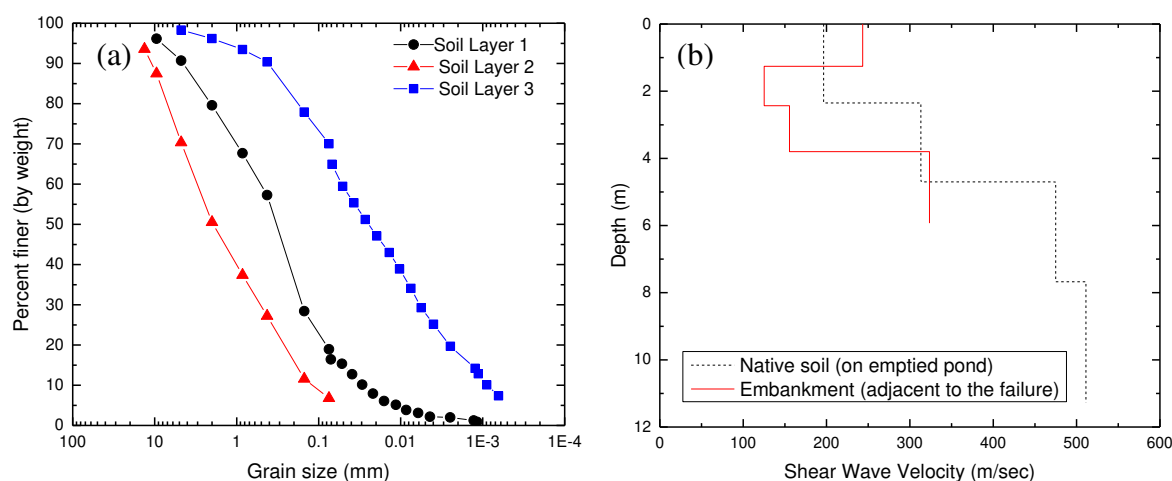 (a)
Soil Layer 1
Soil Layer 2
Soil Layer 3
100
90
80
70
60
50
40
30
20
10
0
Percent finer (by weight)
100
10
1
0.1
0.01
1E-3
1E-4
Grain size (mm)
(b)
0
2
4
6
8
10
12
Depth (m)
Native soil (on emptied pond)
Embankment (adjacent to the failure)
0
100
200
300
400
500
600
Shear Wave Velocity (m/sec)